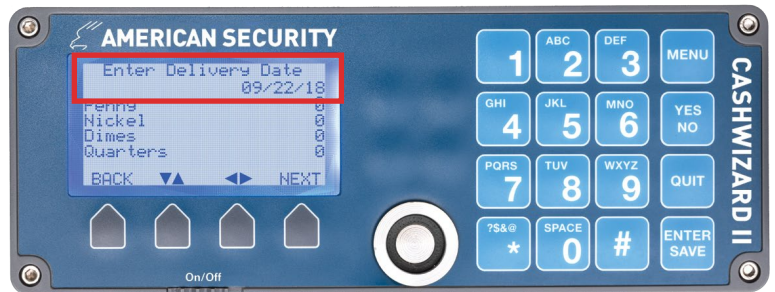 AMERICAN SECURITY
Enter Delivery Date
09/22/18
Penny 0
Nickel 0
Dimes 0
Quarters 0
BACK ▼▲ ◄► NEXT
On/Off
1
ABC
2
DEF
3
MENU
GHI
4
JKL
5
MNO
6
YES
NO
PQRS
7
TUV
8
WXYZ
9
QUIT
?$&@
*
SPACE
0
#
ENTER
SAVE
CASHWIZARD II